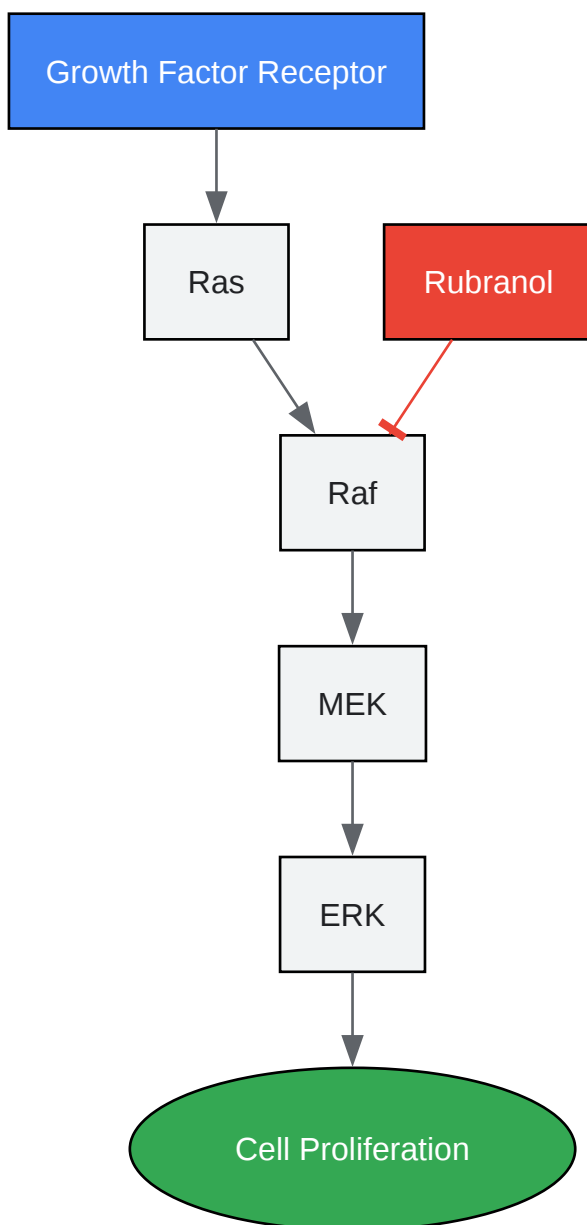 Growth Factor Receptor
Ras
Rubranol
Raf
MEK
ERK
Cell Proliferation